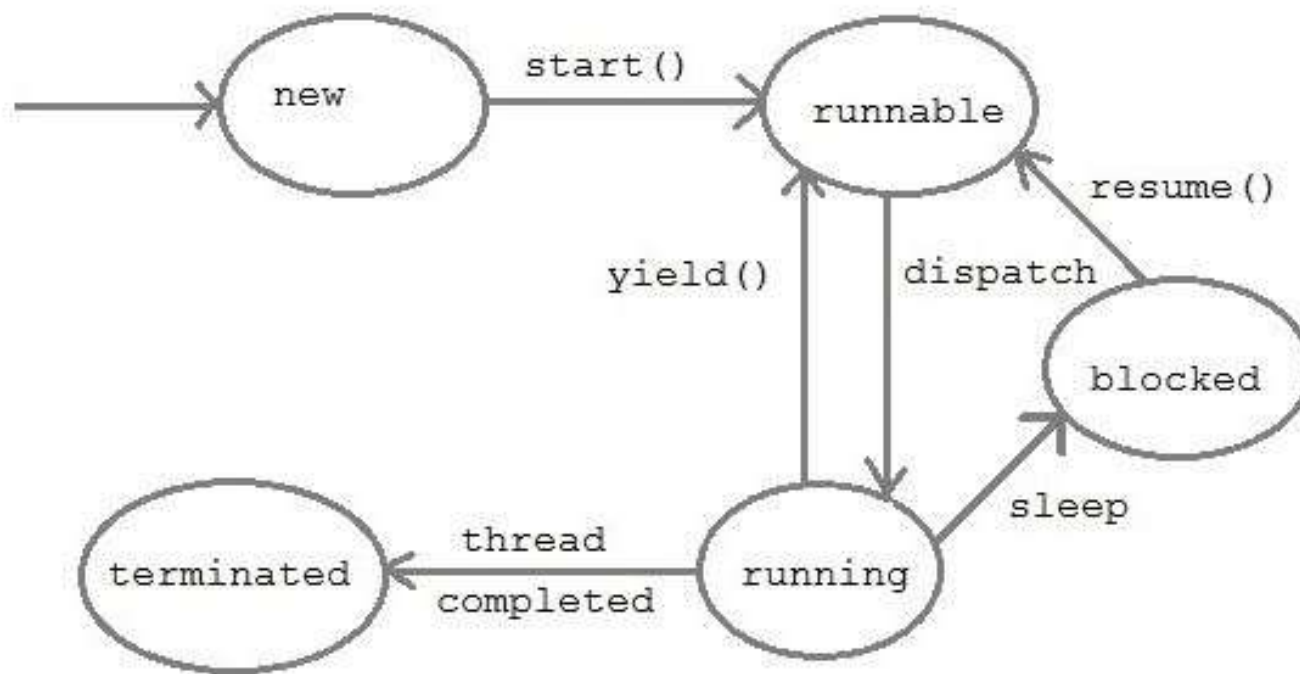 new
start()
runnable
resume()
yield()
dispatch
blocked
sleep
thread
completed
terminated
running